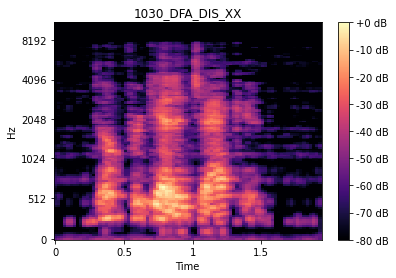 1030_DFA_DIS_XX
8192
4096
2048
1024
512
0
Hz
0
0.5
1
1.5
Time
+0 dB
-10 dB
-20 dB
-30 dB
-40 dB
-50 dB
-60 dB
-70 dB
-80 dB